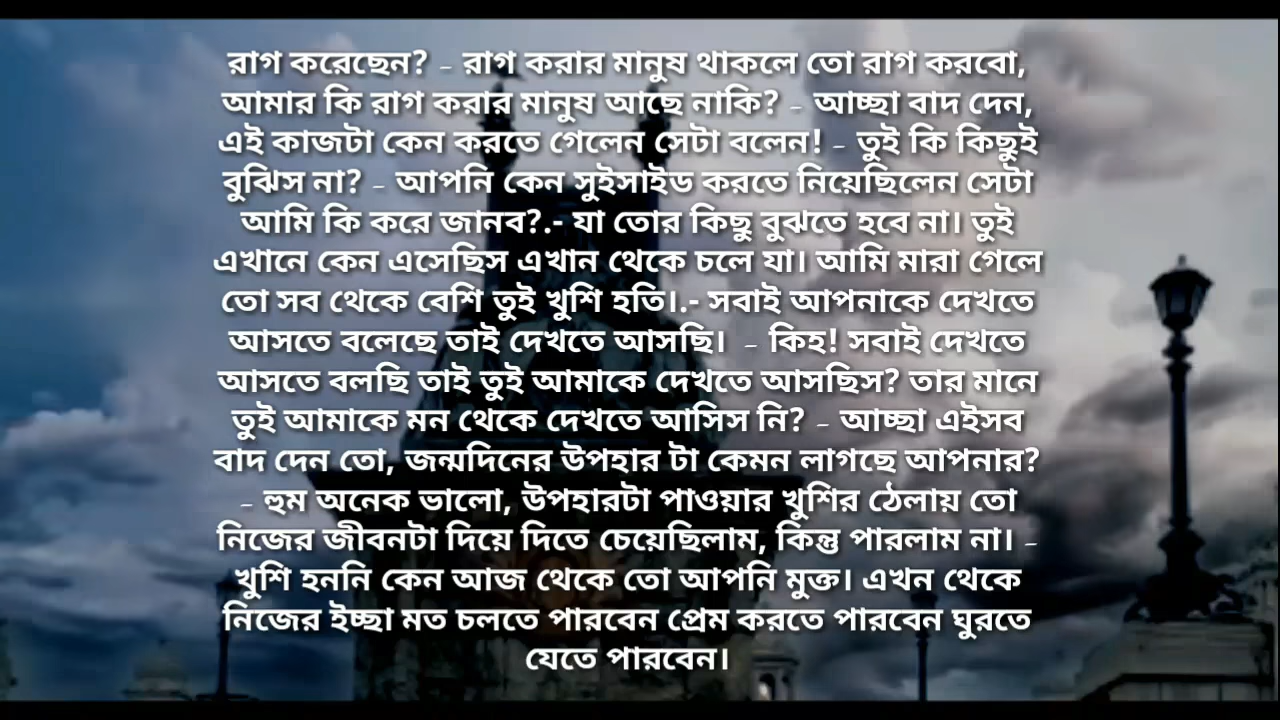 রাগ করেছেন? – রাগ করার মানুষ থাকলে তো রাগ করবো,
আমার কি রাগ করার মানুষ আছে নাকি? – আচ্ছা বাদ দেন,
এই কাজটা কেন করতে গেলেন সেটা বলেন! – তুই কি কিছুই
বুঝিস না? – আপনি কেন সুইসাইড করতে নিয়েছিলেন সেটা
আমি কি করে জানব?.- যা তোর কিছু বুঝতে হবে না। তুই
এখানে কেন এসেছিস এখান থেকে চলে যা। আমি মারা গেলে
তো সব থেকে বেশি তুই খুশি হতি।.- সবাই আপনাকে দেখতে
আসতে বলেছে তাই দেখতে আসছি। – কিহ! সবাই দেখতে
আসতে বলছি তাই তুই আমাকে দেখতে আসছিস? তার মানে
তুই আমাকে মন থেকে দেখতে আসিস নি? – আচ্ছা এইসব
বাদ দেন তো, জন্মদিনের উপহার টা কেমন লাগছে আপনার?
– হুম অনেক ভালো, উপহারটা পাওয়ার খুশির ঠেলায় তো
নিজের জীবনটা দিয়ে দিতে চেয়েছিলাম, কিন্তু পারলাম না। –
খুশি হননি কেন আজ থেকে তো আপনি মুক্ত। এখন থেকে
নিজের ইচ্ছা মত চলতে পারবেন প্রেম করতে পারবেন ঘুরতে
যেতে পারবেন।